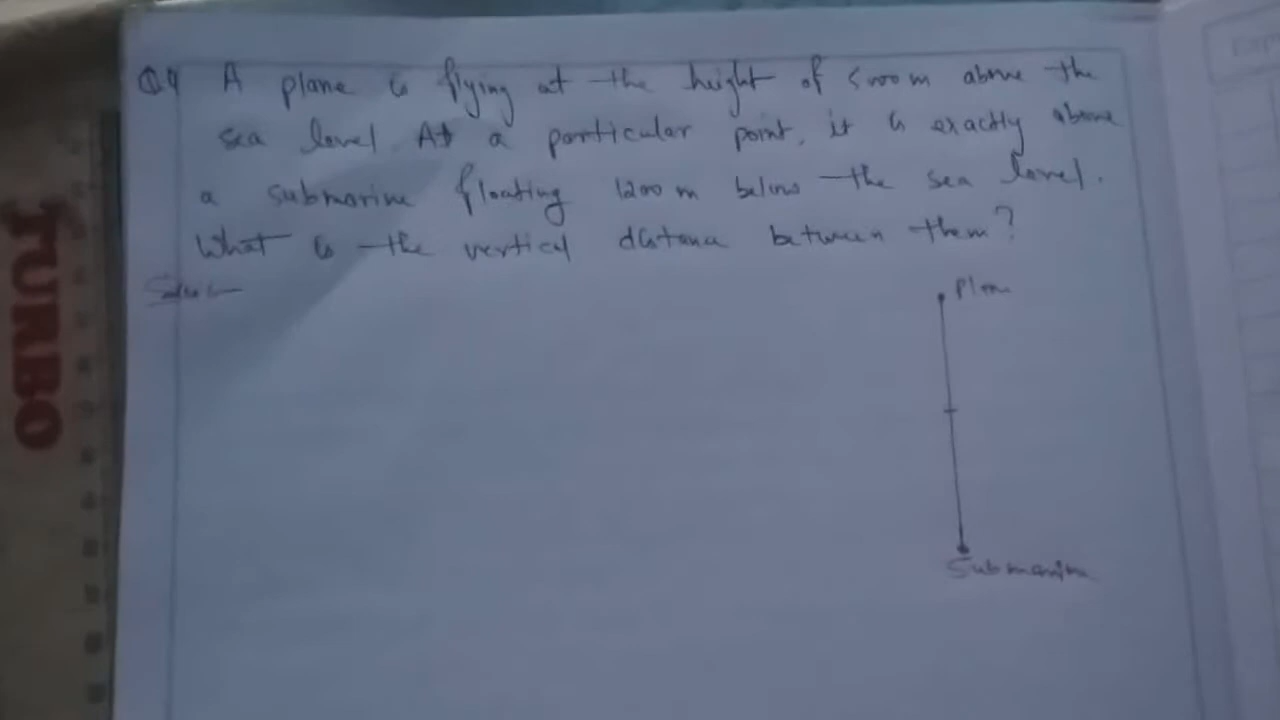 Q4 A plane is flying at the height of 5000 m above the
sea level. At a particular point, it is exactly above
a submarine floating 1200 m below the sea level.
What is the vertical distance between them?
Solution
Plane
Submarine
TURBO